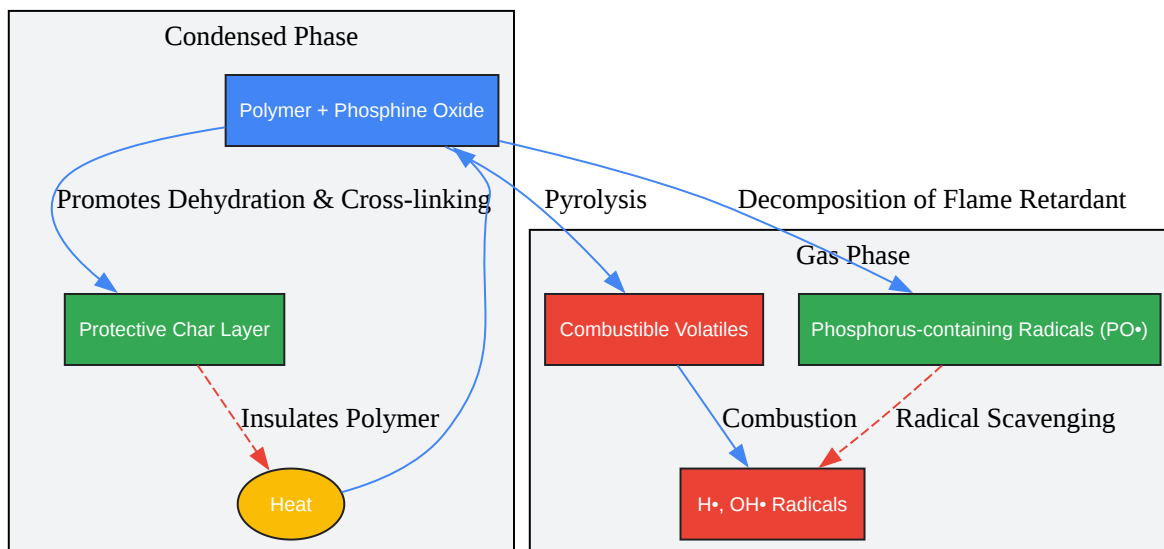 Condensed Phase
Polymer + Phosphine Oxide
Promotes Dehydration & Cross-linking
Pyrolysis
Decomposition of Flame Retardant
Gas Phase
Protective Char Layer
Combustible Volatiles
Phosphorus-containing Radicals (PO•)
Insulates Polymer
Combustion
Radical Scavenging
Heat
H•, OH• Radicals